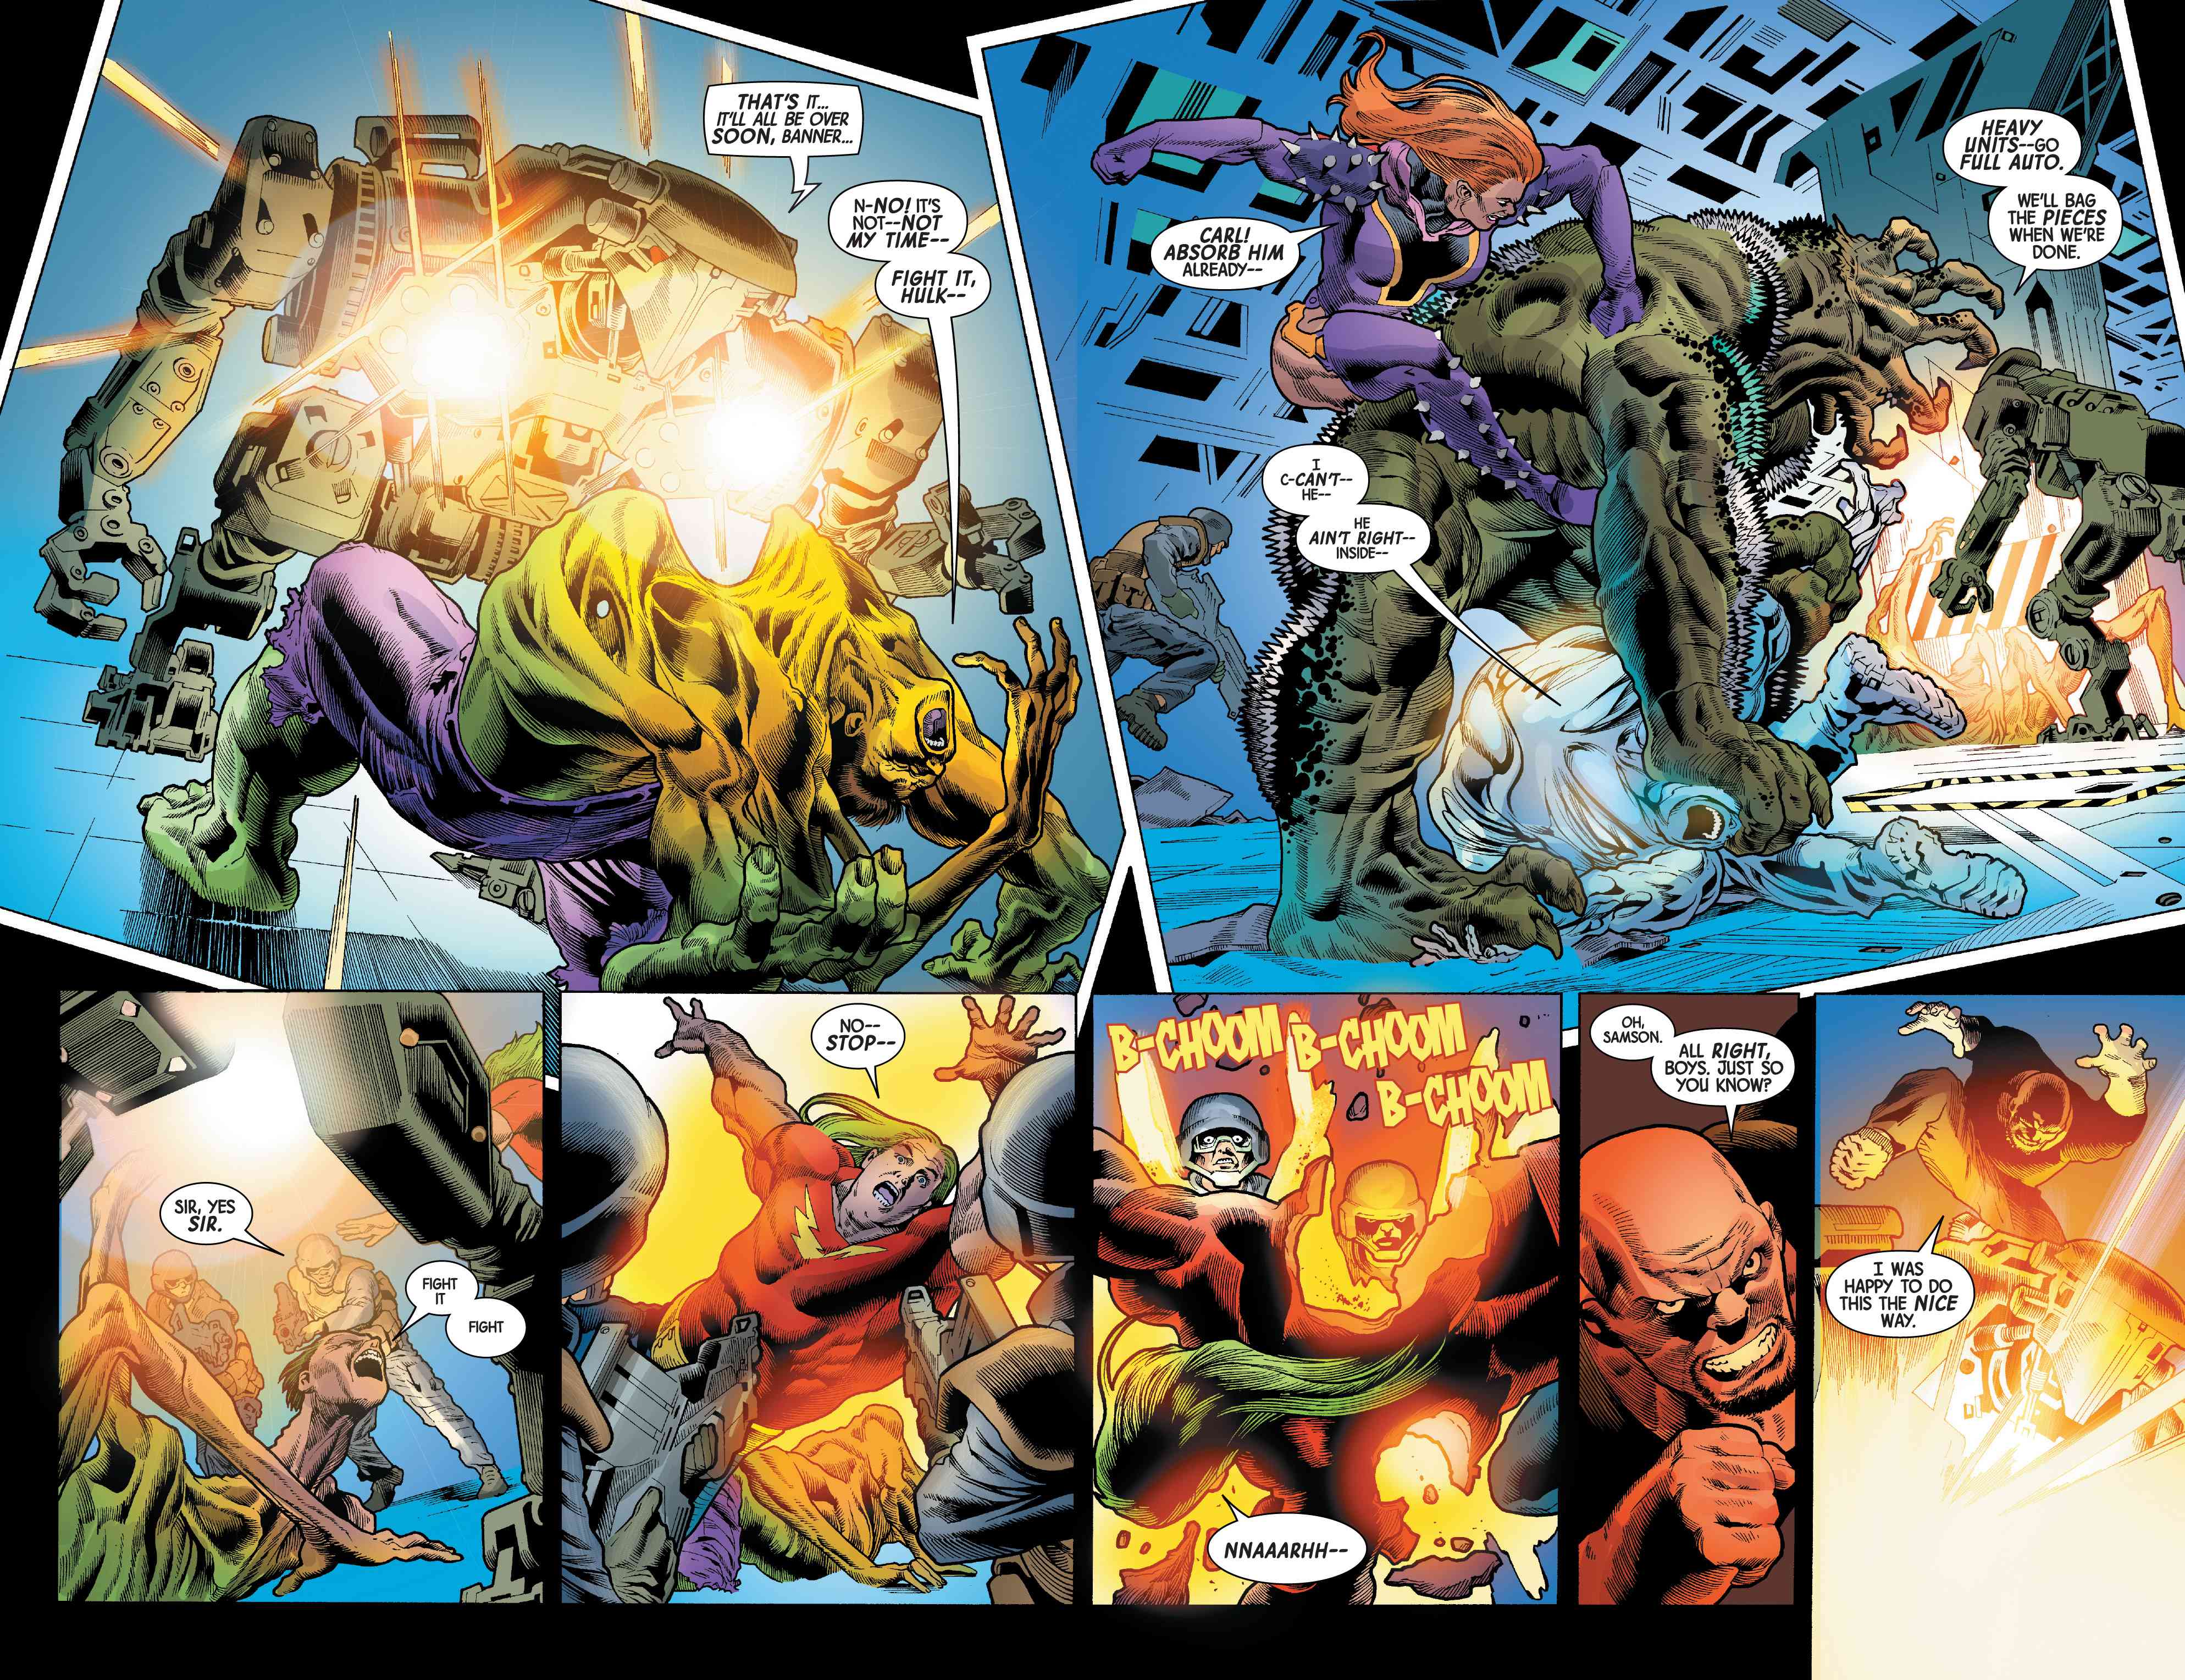 THAT'S IT...
IT'LL ALL BE OVER
SOON, BANNER...
N-NO! IT'S
NOT--NOT
MY TIME--
FIGHT IT,
HULK--
CARL!
ABSORB HIM
ALREADY--
HEAVY
UNITS--GO
FULL AUTO.
WE'LL BAG
THE PIECES
WHEN WE'RE
DONE.
I
C-CAN'T--
HE--
HE
AIN'T RIGHT--
INSIDE--
SIR, YES
SIR.
FIGHT
IT
FIGHT
NO--
STOP--
B-CHOOM
B-CHOOM
B-CHOOM
NNAAARHH--
OH,
SAMSON.
ALL RIGHT,
BOYS. JUST SO
YOU KNOW?
I WAS
HAPPY TO DO
THIS THE NICE
WAY.